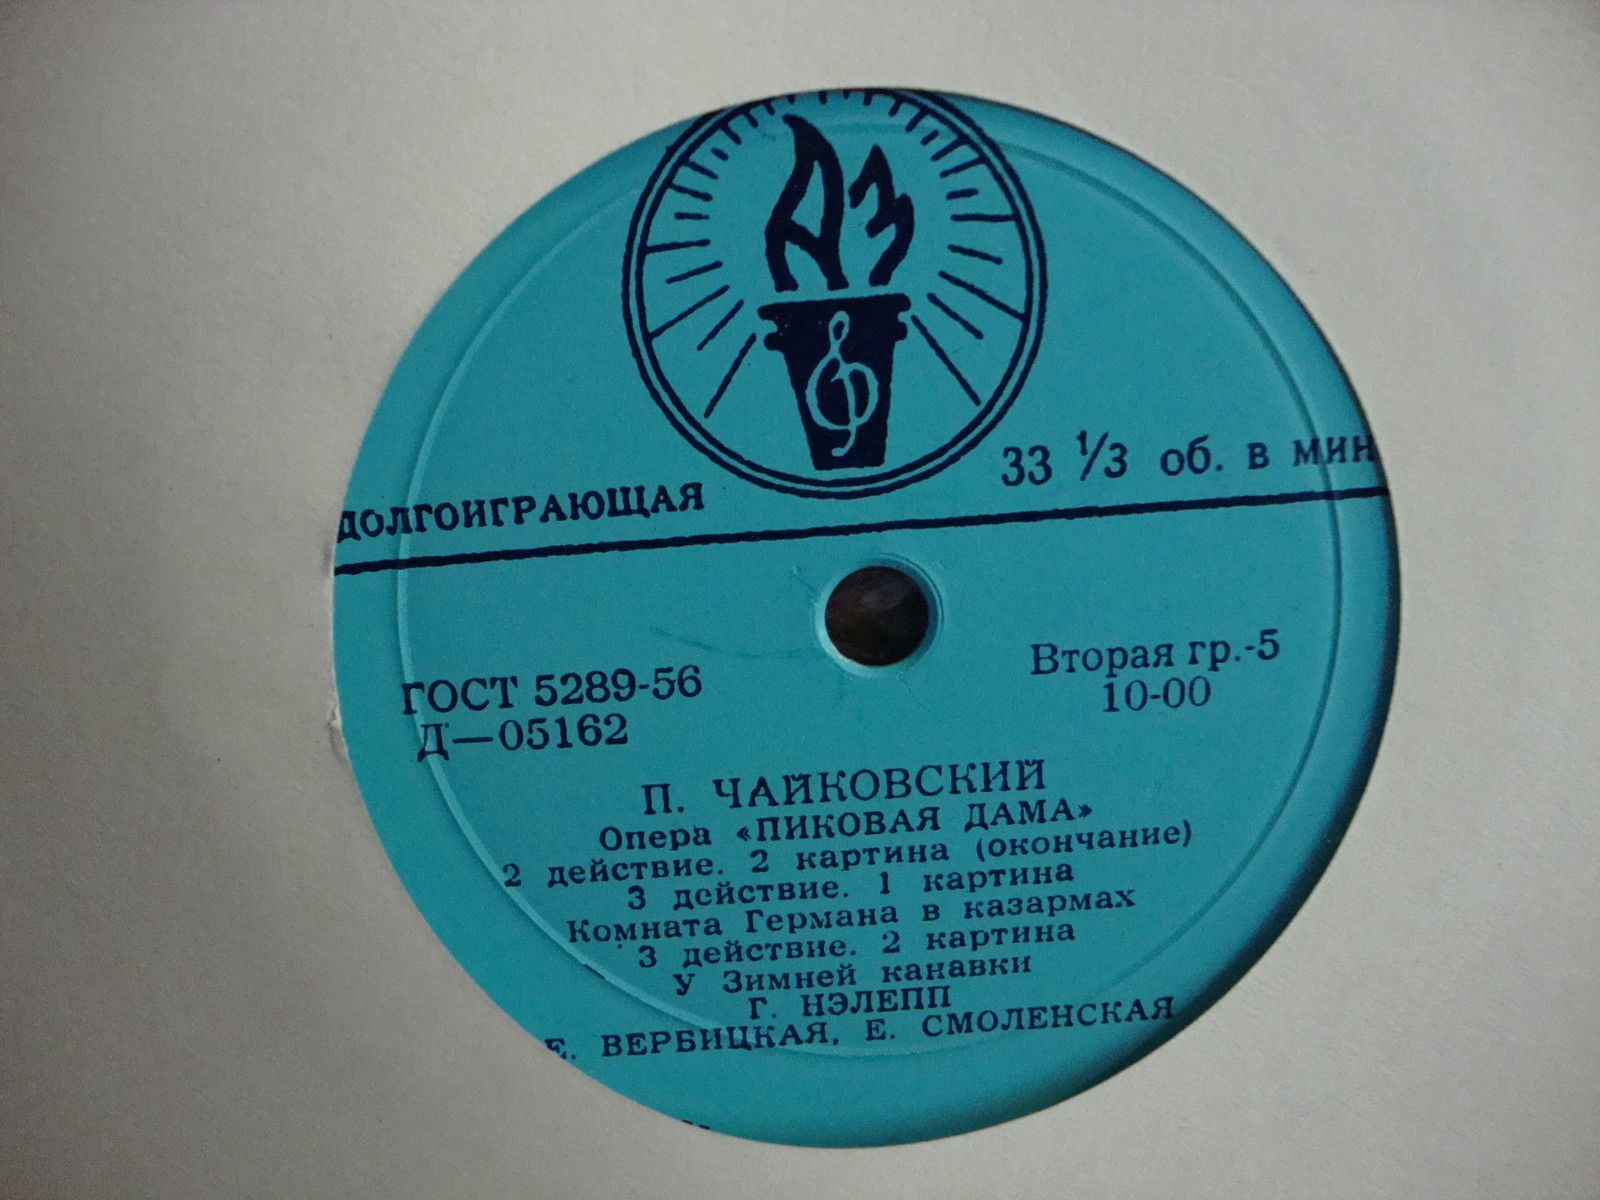 АЗ
ДОЛГОИГРАЮЩАЯ 33 1/3 об. в мин
ГОСТ 5289-56 Вторая гр.-5
Д—05162 10-00
П. ЧАЙКОВСКИЙ
Опера «ПИКОВАЯ ДАМА»
2 действие. 2 картина (окончание)
3 действие. 1 картина
Комната Германа в казармах
3 действие. 2 картина
У Зимней канавки
Г. НЭЛЕПП
Е. ВЕРБИЦКАЯ, Е. СМОЛЕНСКАЯ